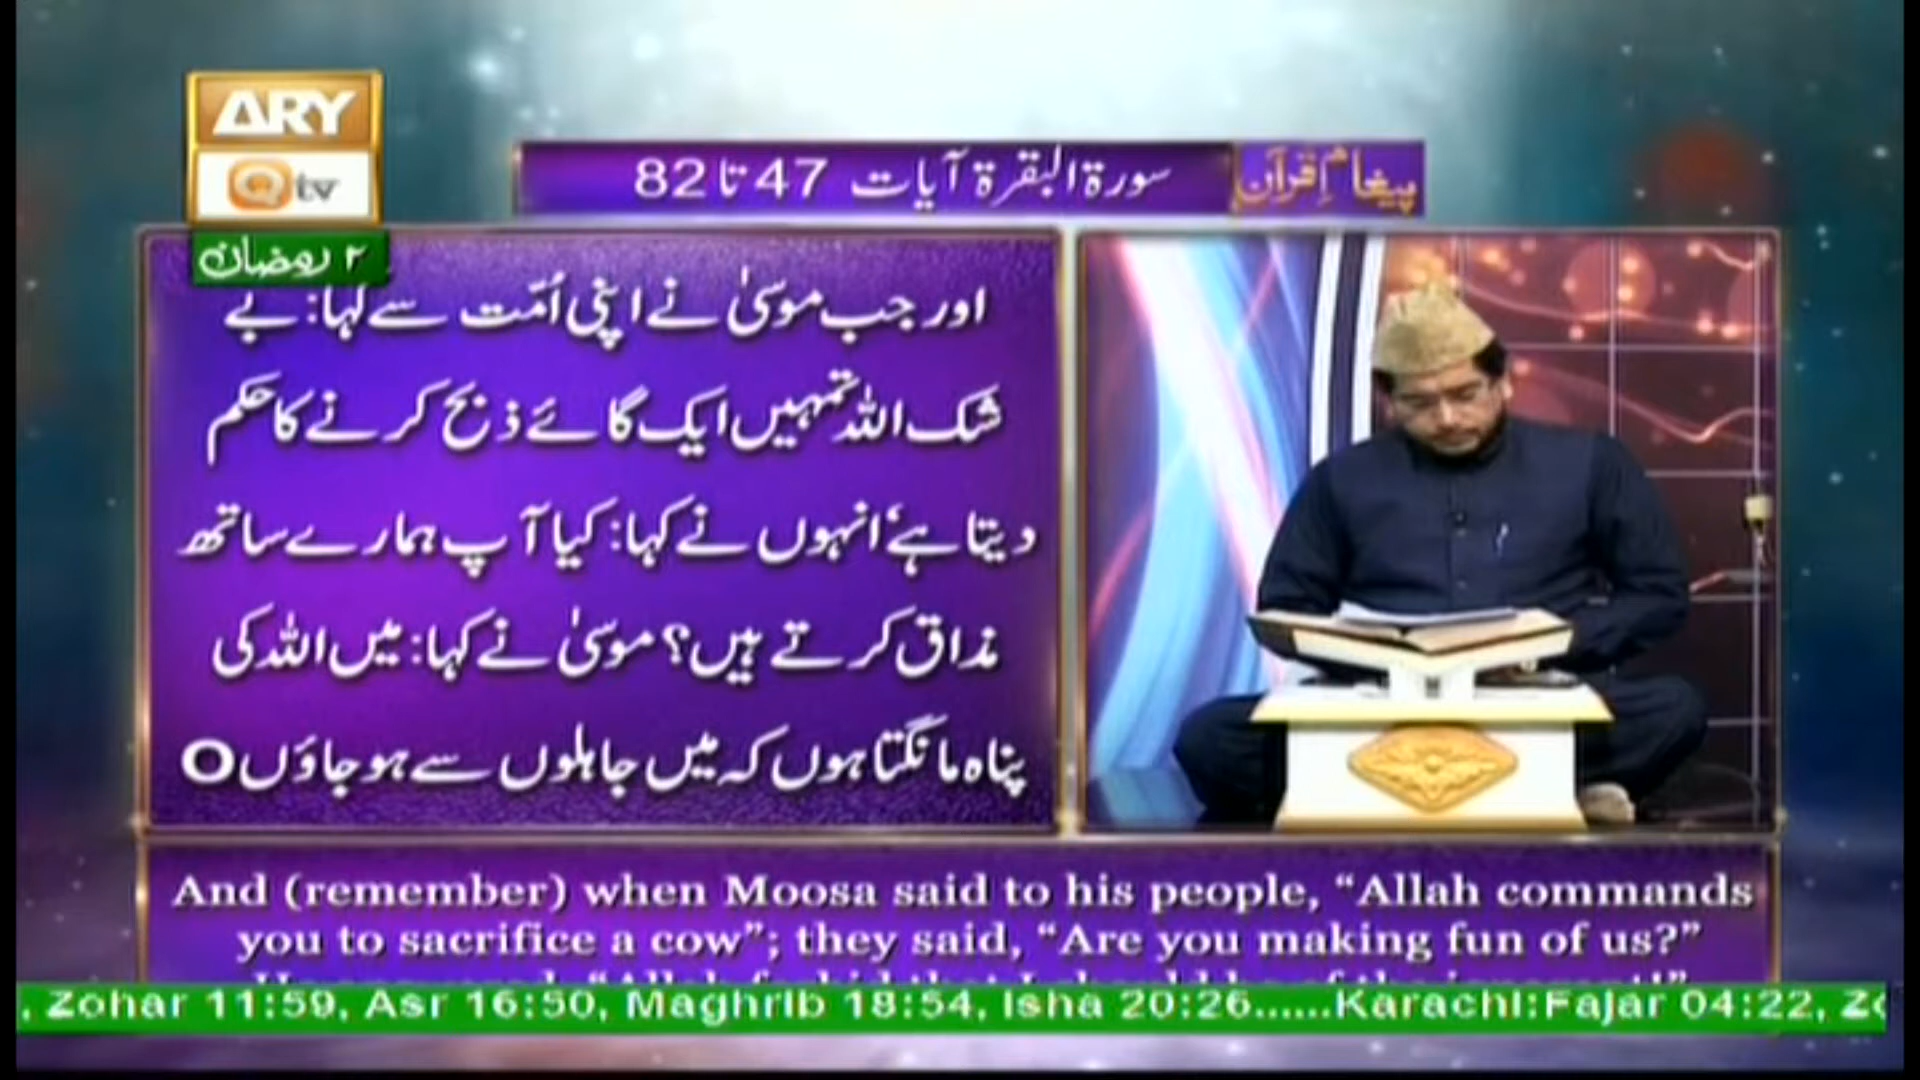 ARY
Qtv
پیغام قرآن
سورۃ البقرۃ آیات 47 تا 82
۲ رمضان
اور جب موسیٰ نے اپنی اُمّت سے کہا: بے
شک اللہ تمہیں ایک گائے ذبح کرنے کا حکم
دیتا ہے‘ انہوں نے کہا: کیا آپ ہمارے ساتھ
مذاق کرتے ہیں؟ موسیٰ نے کہا: میں اللہ کی
پناہ مانگتا ہوں کہ میں جاہلوں سے ہو جاؤں O
And (remember) when Moosa said to his people, “Allah commands
you to sacrifice a cow”; they said, “Are you making fun of us?”
, Zohar 11:59, Asr 16:50, Maghrib 18:54, Isha 20:26......Karachi:Fajar 04:22,